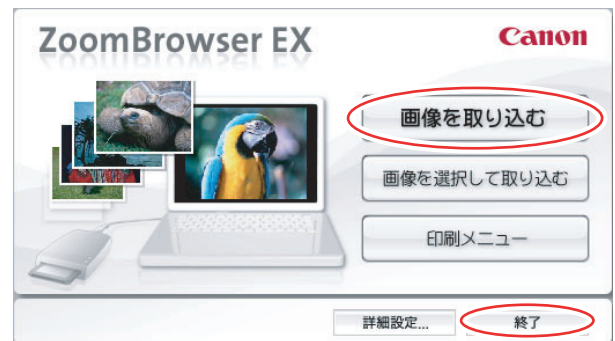 ZoomBrowser EX
Canon
画像を取り込む
画像を選択して取り込む
印刷メニュー
詳細設定...
終了